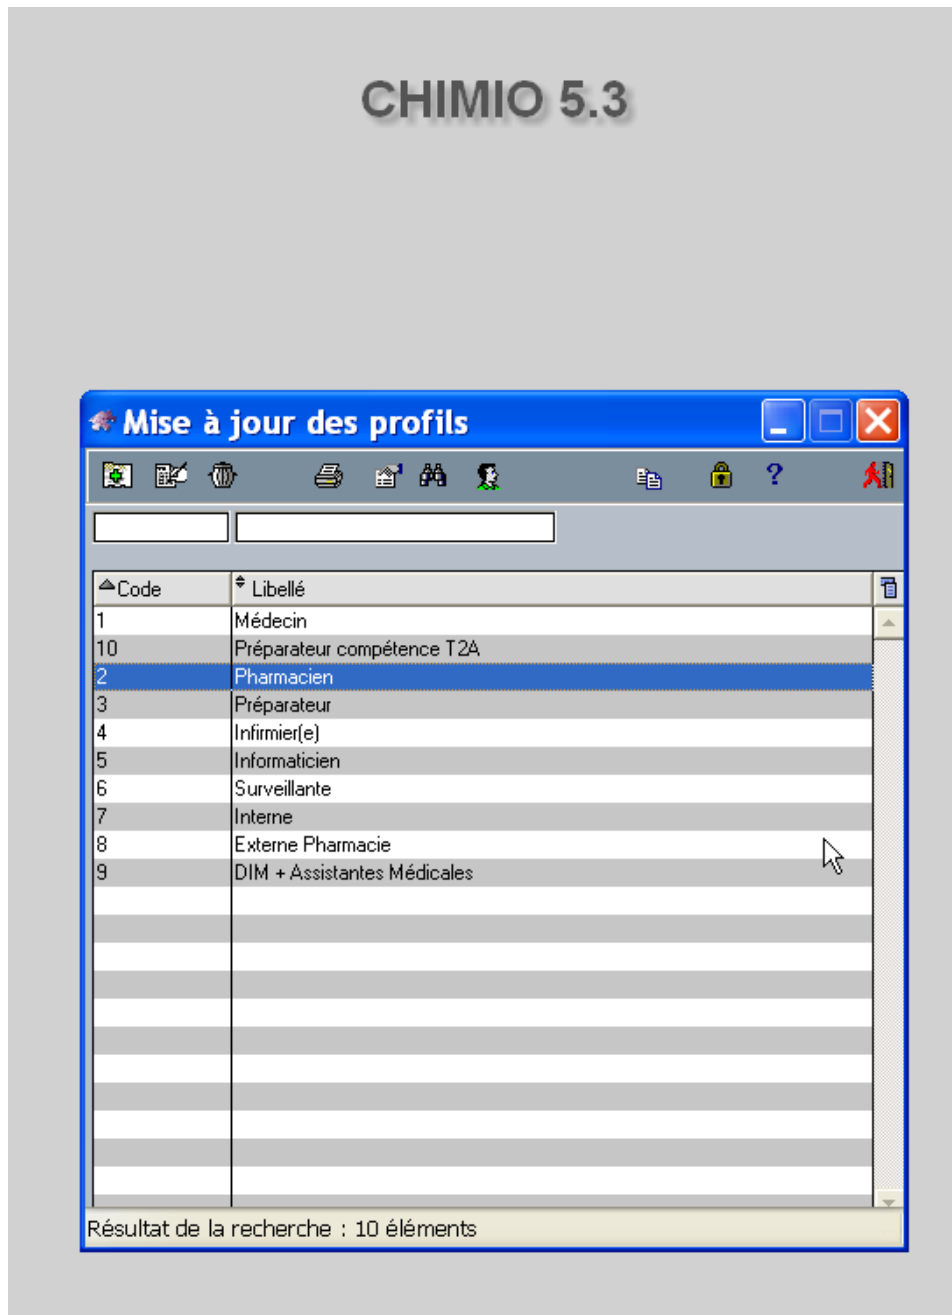 CHIMIO 5.3
Mise à jour des profils
?
Code Libellé
1 Médecin
10 Préparateur compétence T2A
2 Pharmacien
3 Préparateur
4 Infirmier(e)
5 Informaticien
6 Surveillante
7 Interne
8 Externe Pharmacie
9 DIM + Assistantes Médicales
Résultat de la recherche : 10 éléments